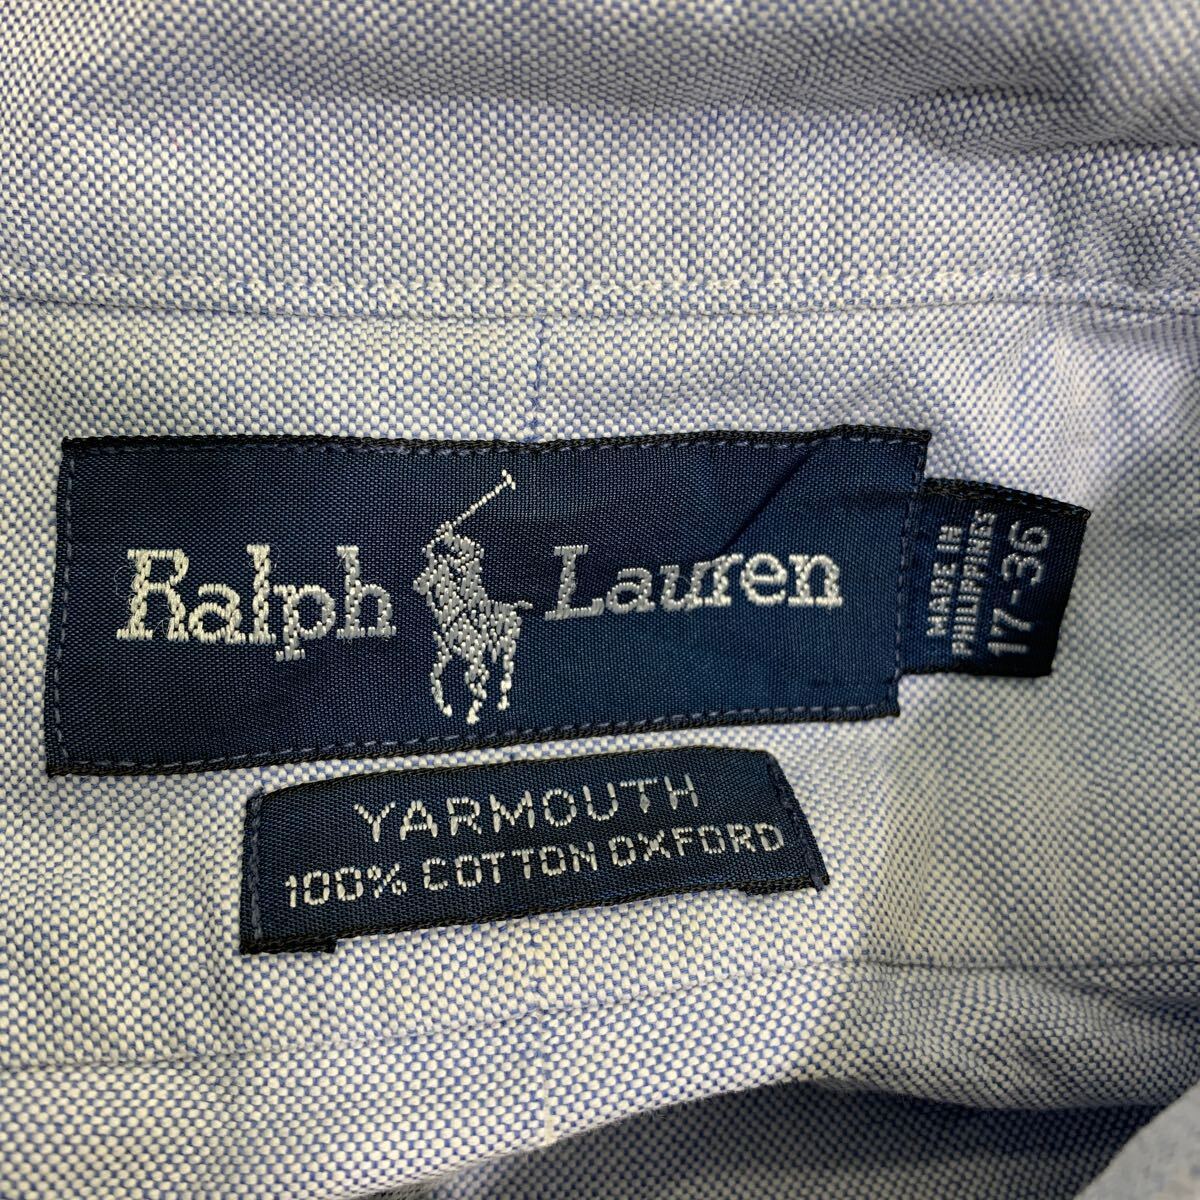 Ralph Lauren
MADE IN
PHILIPPINES
17-36
YARMOUTH
100% COTTON OXFORD